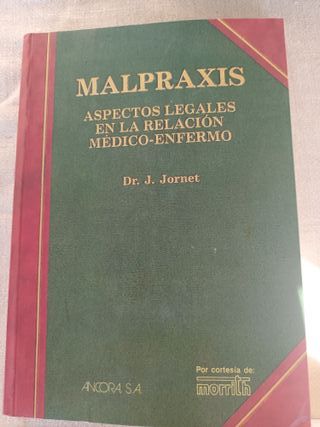 MALPRAXIS
ASPECTOS LEGALES
EN LA RELACIÓN
MÉDICO-ENFERMO
Dr. J. Jornet
ANCORA S.A.
Por cortesía de:
morrith